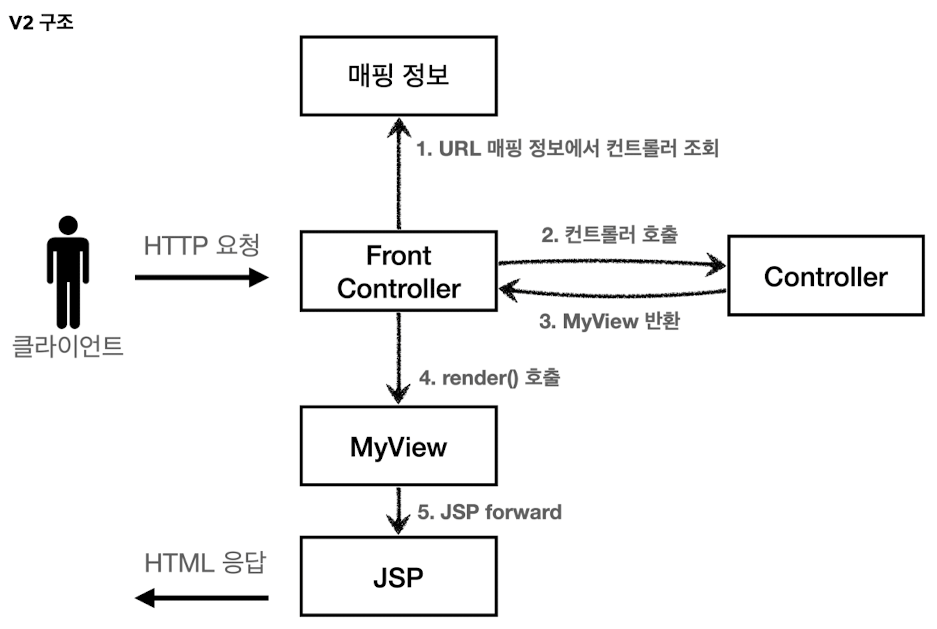 V2 구조
매핑 정보
1. URL 매핑 정보에서 컨트롤러 조회
HTTP 요청
클라이언트
Front
Controller
2. 컨트롤러 호출
Controller
3. MyView 반환
4. render() 호출
MyView
5. JSP forward
HTML 응답
JSP